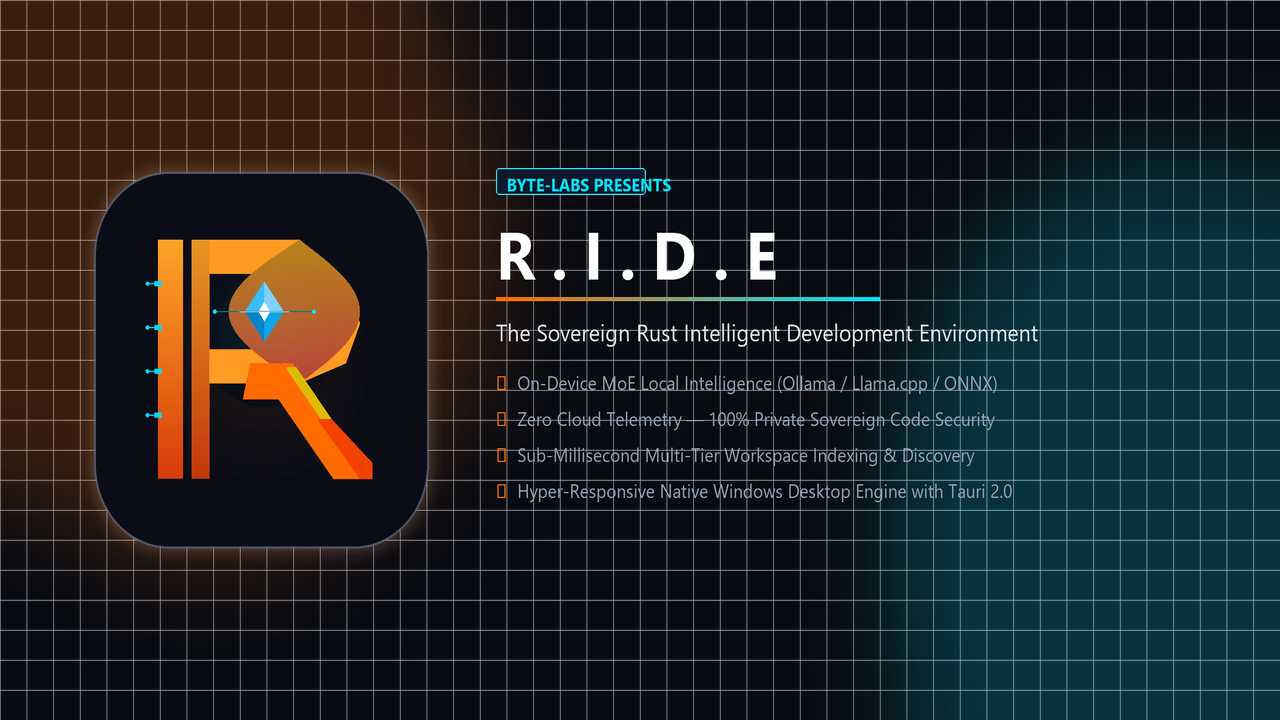 BYTE-LABS PRESENTS
R.I.D.E
The Sovereign Rust Intelligent Development Environment
On-Device MoE Local Intelligence (Ollama / Llama.cpp / ONNX)
Zero Cloud Telemetry — 100% Private Sovereign Code Security
Sub-Millisecond Multi-Tier Workspace Indexing & Discovery
Hyper-Responsive Native Windows Desktop Engine with Tauri 2.0